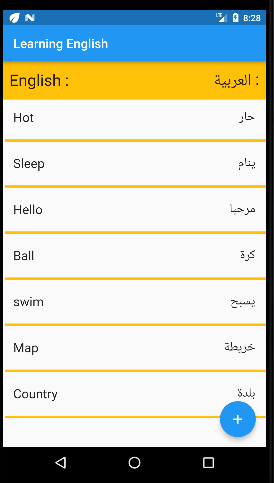 8:28
Learning English
English : العربية :
Hot حار
Sleep ينام
Hello مرحبا
Ball كرة
swim يسبح
Map خريطة
Country بلدة
+